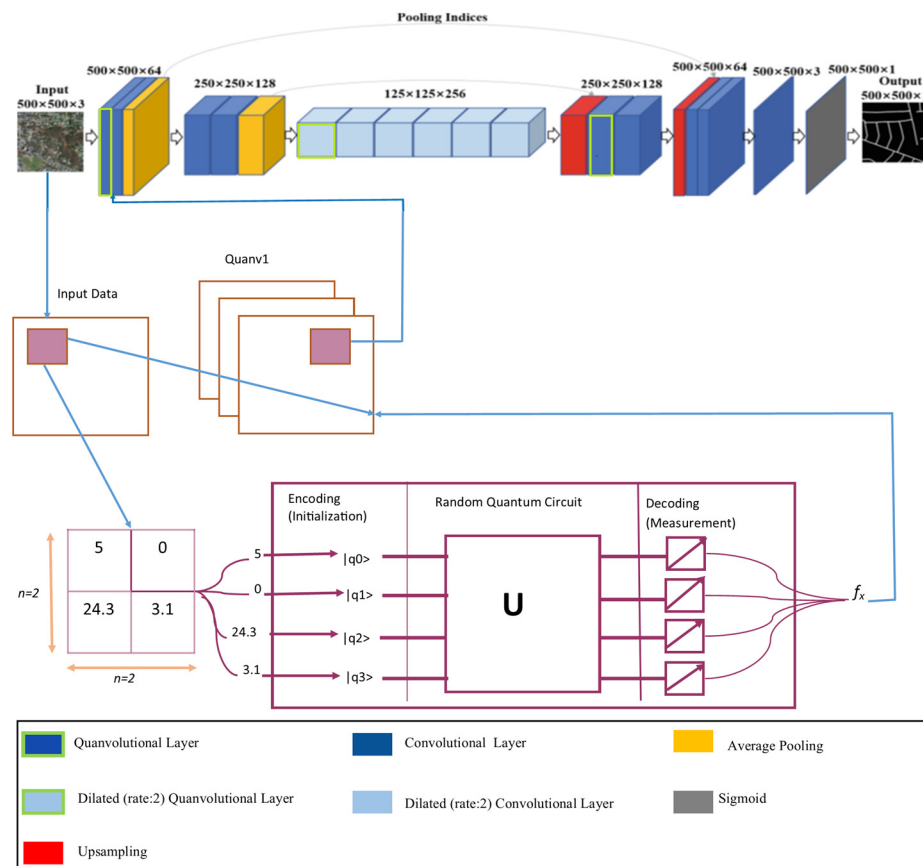 Pooling Indices
Input
500×500×3
500×500×64
250×250×128
125×125×256
250×250×128
500×500×64
500×500×3
500×500×1
Output
500×500×
Quanv1
Input Data
Encoding
(Initialization)
Random Quantum Circuit
Decoding
(Measurement)
5 0
24.3 3.1
n=2
n=2
5 |q0>
0 |q1>
24.3 |q2>
3.1 |q3>
U
fx
Quanvolutional Layer
Convolutional Layer
Average Pooling
Dilated (rate:2) Quanvolutional Layer
Dilated (rate:2) Convolutional Layer
Sigmoid
Upsampling